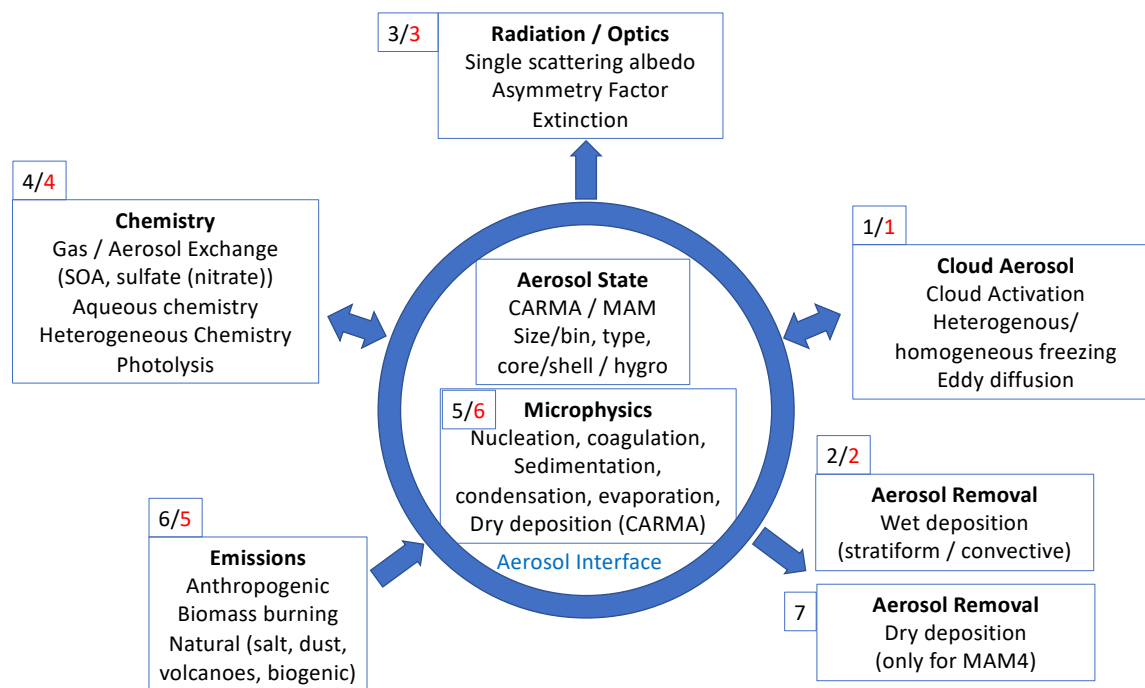 3/3
Radiation / Optics
Single scattering albedo
Asymmetry Factor
Extinction
4/4
Chemistry
Gas / Aerosol Exchange
(SOA, sulfate (nitrate))
Aqueous chemistry
Heterogeneous Chemistry
Photolysis
1/1
Cloud Aerosol
Cloud Activation
Heterogenous/
homogeneous freezing
Eddy diffusion
Aerosol State
CARMA / MAM
Size/bin, type,
core/shell / hygro
5/6
Microphysics
Nucleation, coagulation,
Sedimentation,
condensation, evaporation,
Dry deposition (CARMA)
Aerosol Interface
6/5
Emissions
Anthropogenic
Biomass burning
Natural (salt, dust,
volcanoes, biogenic)
2/2
Aerosol Removal
Wet deposition
(stratiform / convective)
7
Aerosol Removal
Dry deposition
(only for MAM4)